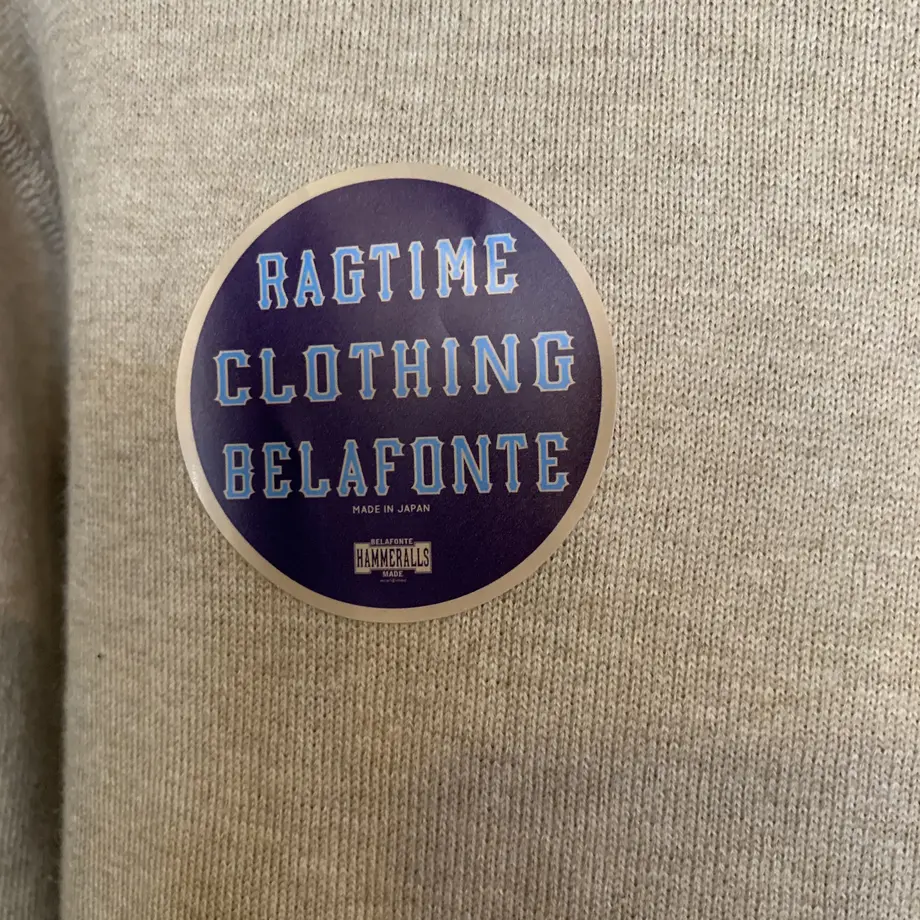 RAGTIME
CLOTHING
BELAFONTE
MADE IN JAPAN
BELAFONTE
HAMMERALLS
MADE